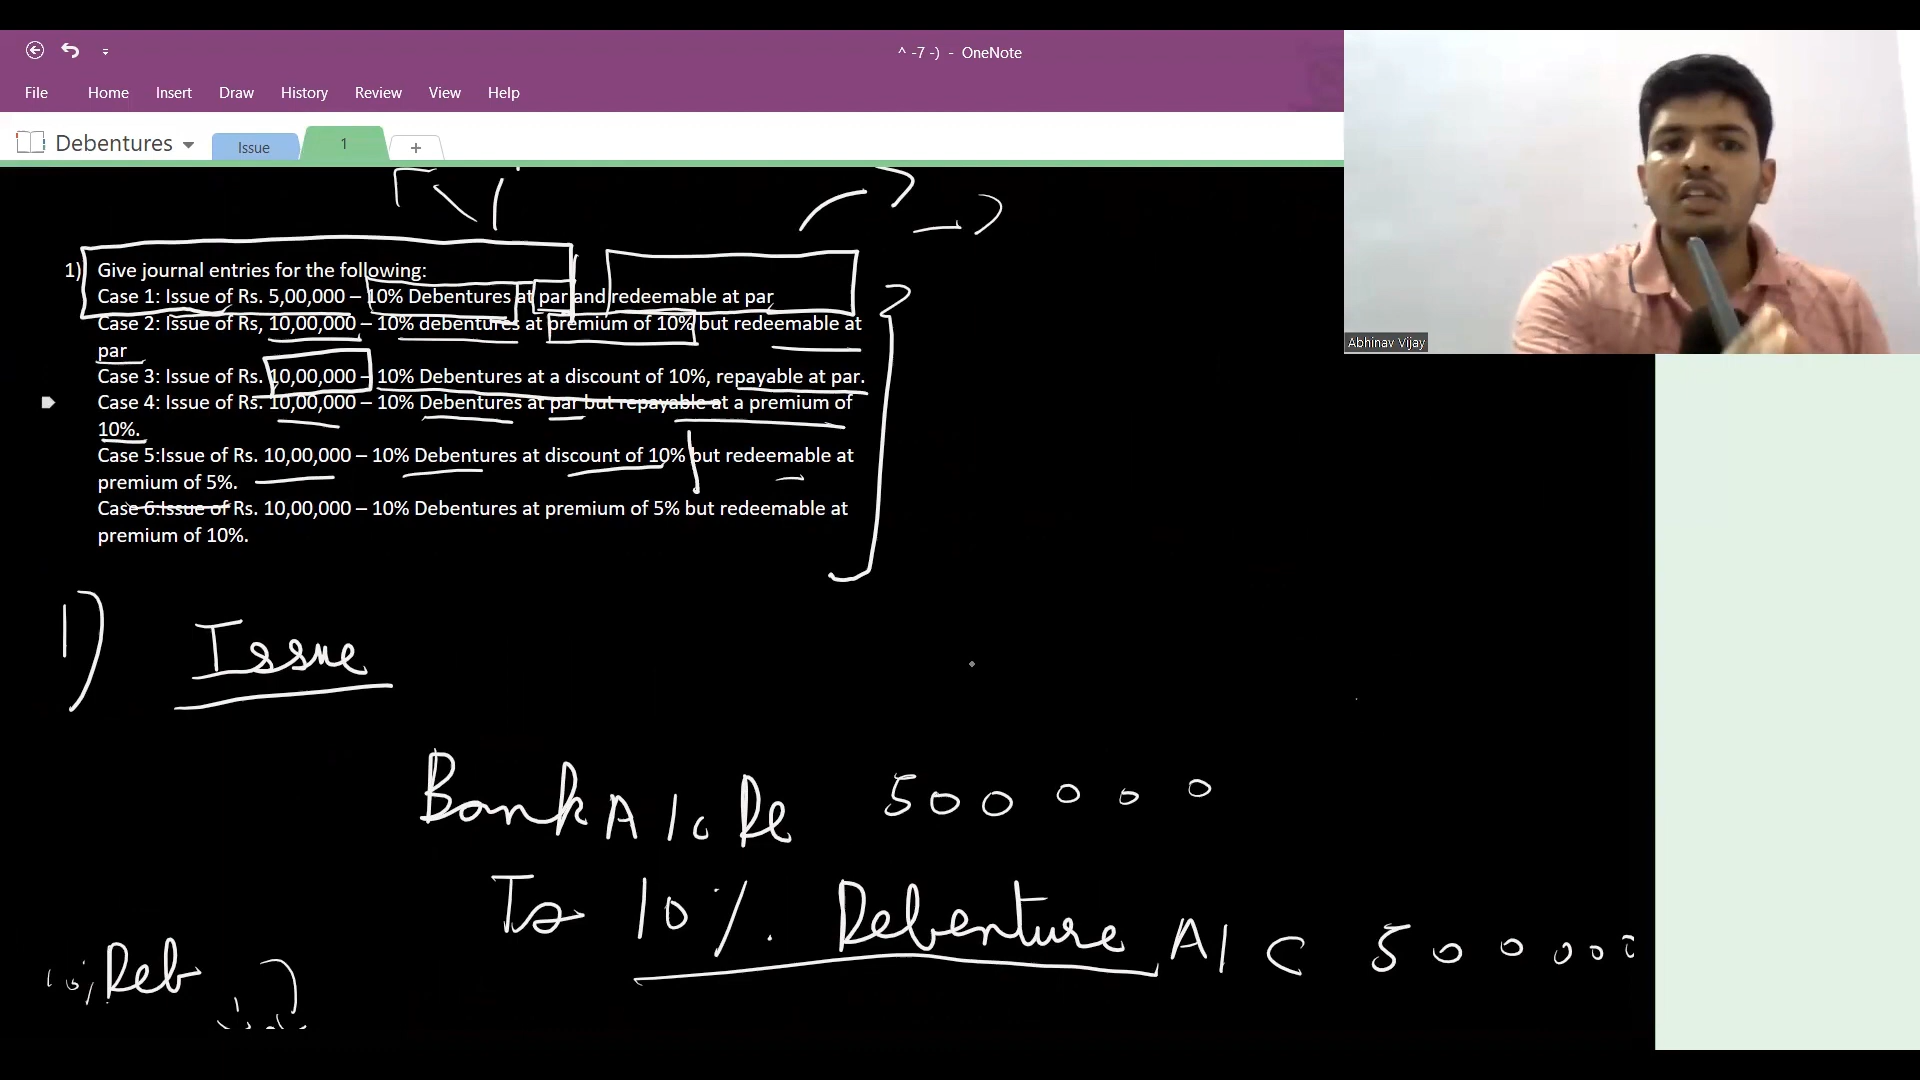 ^ -7 -) - OneNote
File Home Insert Draw History Review View Help
Debentures Issue 1 +
Abhinav Vijay
1) Give journal entries for the following:
Case 1: Issue of Rs. 5,00,000 – 10% Debentures at par and redeemable at par
Case 2: Issue of Rs, 10,00,000 – 10% debentures at premium of 10% but redeemable at
par
Case 3: Issue of Rs. 10,00,000 – 10% Debentures at a discount of 10%, repayable at par.
Case 4: Issue of Rs. 10,00,000 – 10% Debentures at par but repayable at a premium of
10%.
Case 5:Issue of Rs. 10,00,000 – 10% Debentures at discount of 10% but redeemable at
premium of 5%.
Case 6:Issue of Rs. 10,00,000 – 10% Debentures at premium of 5% but redeemable at
premium of 10%.
1) Issue
Bank A/c Dr 500000
To 10% Debenture A/C 500000
10% Deb